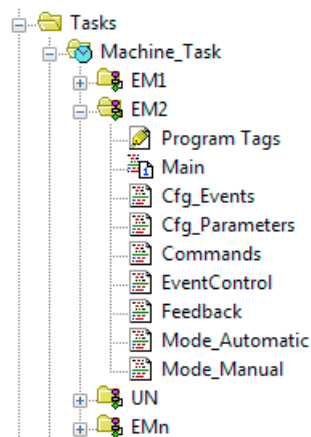 Tasks
Machine_Task
EM1
EM2
Program Tags
Main
Cfg_Events
Cfg_Parameters
Commands
EventControl
Feedback
Mode_Automatic
Mode_Manual
UN
EMn